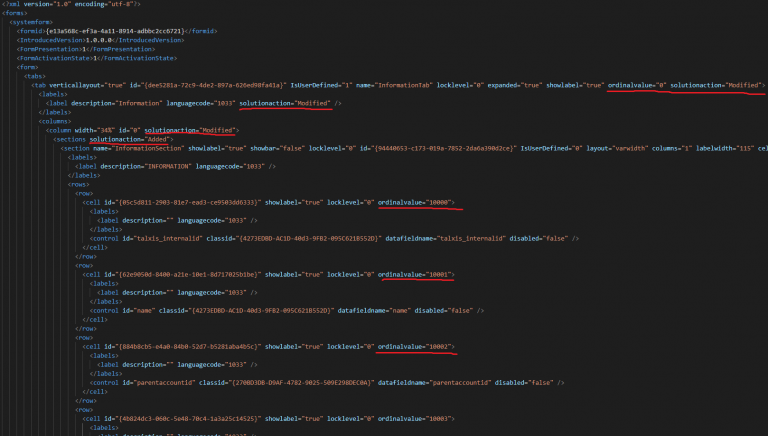 <?xml version="1.0" encoding="utf-8"?>
<forms>
<systemform>
<formid>{e13a568c-ef3a-4a11-8914-adbbc2cc6721}</formid>
<IntroducedVersion>1.0.0.0</IntroducedVersion>
<FormPresentation>1</FormPresentation>
<FormActivationState>1</FormActivationState>
<form>
<tabs>
<tab verticallayout="true" id="{dee5281a-72c9-4de2-897a-626ed90fa41a}" IsUserDefined="1" name="InformationTab" locklevel="0" expanded="true" showlabel="true" ordinalvalue="0" solutionaction="Modified">
<labels>
<label description="Information" languagecode="1033" solutionaction="Modified" />
</labels>
<columns>
<column width="34%" id="0" solutionaction="Modified">
<sections solutionaction="Added">
<section name="InformationSection" showlabel="true" showbar="false" locklevel="0" id="{94440653-c173-019a-7852-2da6a390d2ce}" IsUserDefined="0" layout="varwidth" columns="1" labelwidth="115" cel
<labels>
<label description="INFORMATION" languagecode="1033" />
</labels>
<rows>
<row>
<cell id="{05c5d811-2903-81e7-ead3-ce9503dd6333}" showlabel="true" locklevel="0" ordinalvalue="10000">
<labels>
<label description="" languagecode="1033" />
</labels>
<control id="talxis_internalid" classid="{4273EDBD-AC1D-40d3-9FB2-095C621B552D}" datafieldname="talxis_internalid" disabled="false" />
</cell>
</row>
<row>
<cell id="{62e9050d-8400-a21e-10e1-8d717025b1be}" showlabel="true" locklevel="0" ordinalvalue="10001">
<labels>
<label description="" languagecode="1033" />
</labels>
<control id="name" classid="{4273EDBD-AC1D-40d3-9FB2-095C621B552D}" datafieldname="name" disabled="false" />
</cell>
</row>
<row>
<cell id="{884b8cb5-e4a0-84b0-52d7-b5281aba4b5c}" showlabel="true" locklevel="0" ordinalvalue="10002">
<labels>
<label description="" languagecode="1033" />
</labels>
<control id="parentaccountid" classid="{270BD3DB-D9AF-4782-9025-509E298DEC0A}" datafieldname="parentaccountid" disabled="false" />
</cell>
</row>
<row>
<cell id="{4b824dc3-060c-5e48-70c4-1a3a25c14525}" showlabel="true" locklevel="0" ordinalvalue="10003">
<labels>
<label description="" languagecode="1033" />